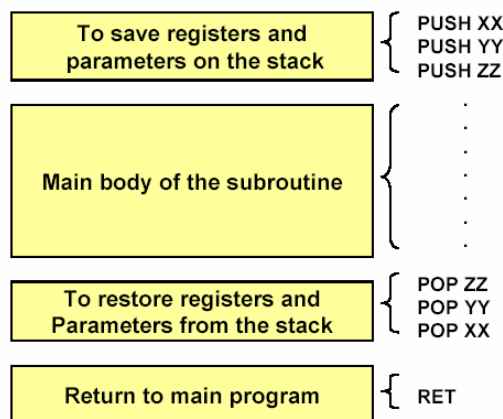 To save registers and
parameters on the stack
PUSH XX
PUSH YY
PUSH ZZ
Main body of the subroutine
.
.
.
.
.
.
.
To restore registers and
Parameters from the stack
POP ZZ
POP YY
POP XX
Return to main program
RET